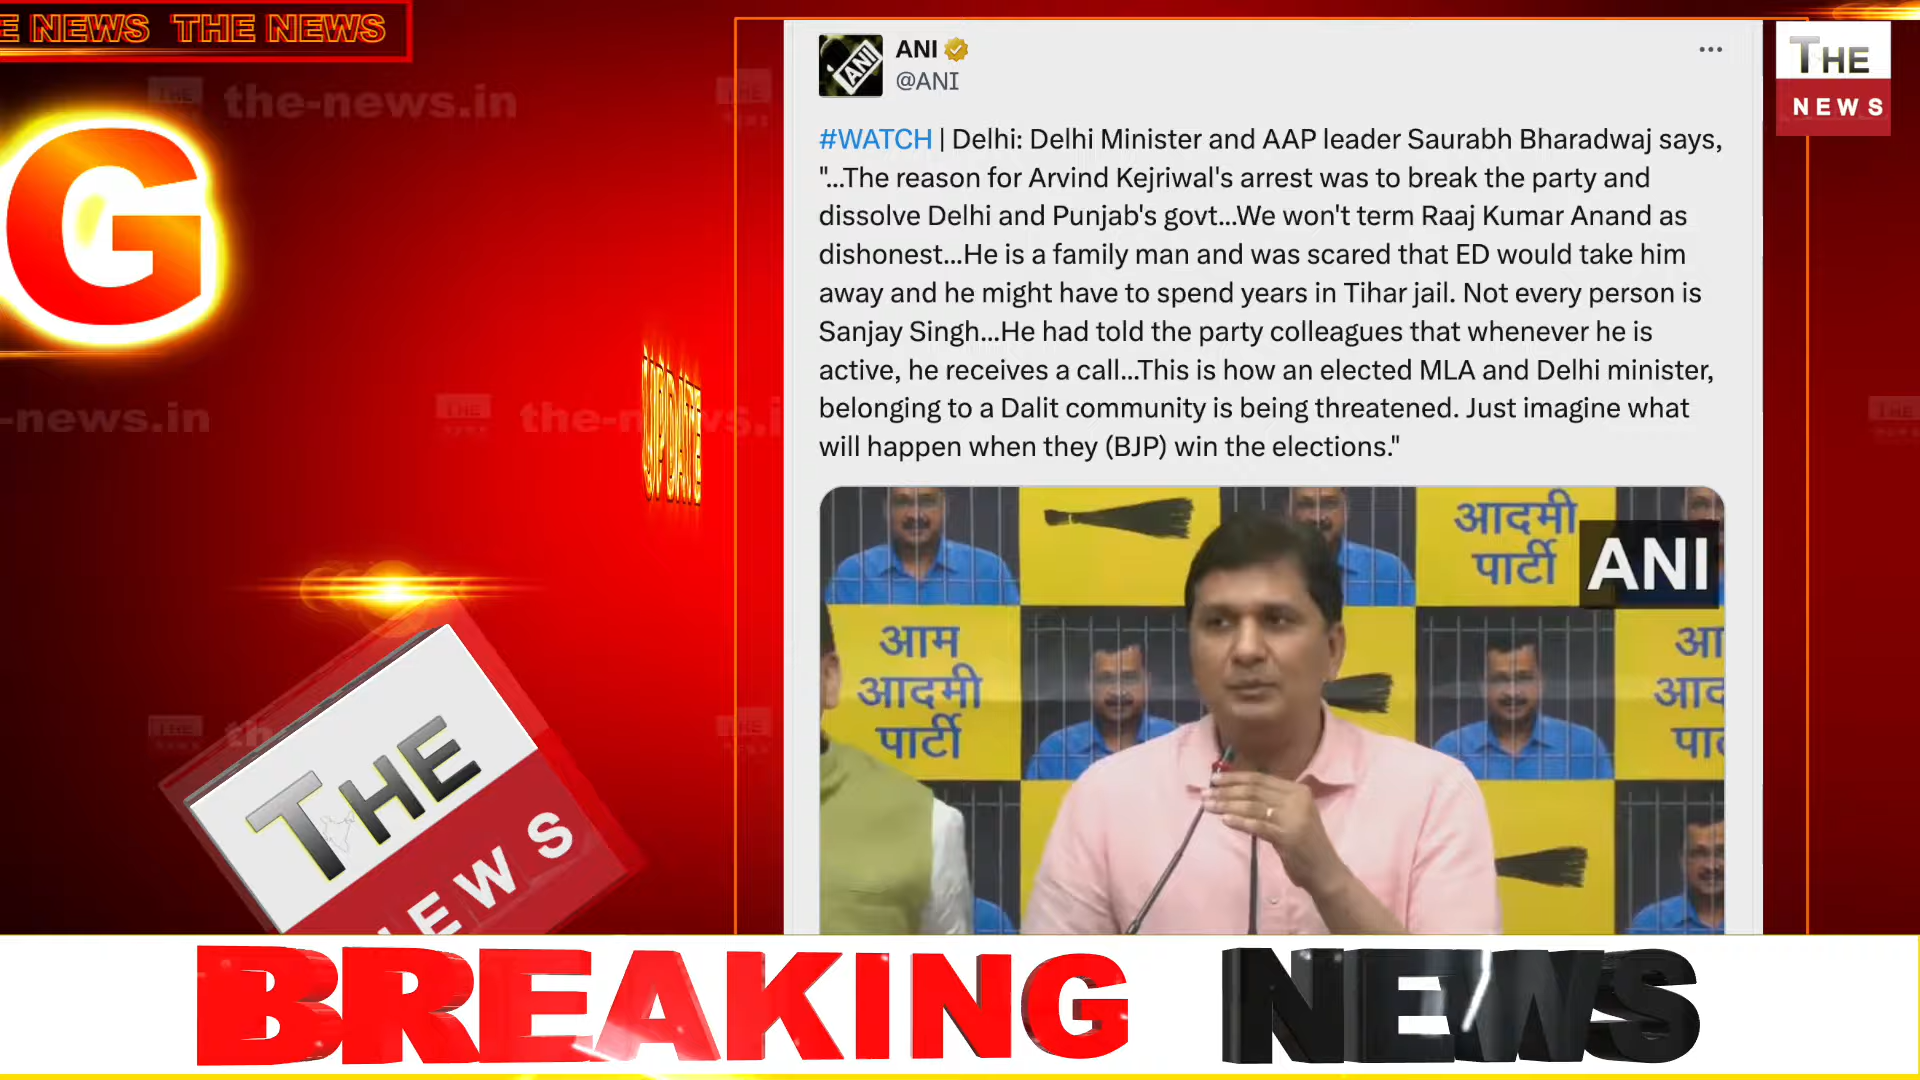 E NEWS THE NEWS
the-news.in
G
-news.in
UPDATE
THE
NEWS
ANI
@ANI
#WATCH | Delhi: Delhi Minister and AAP leader Saurabh Bharadwaj says,
"...The reason for Arvind Kejriwal's arrest was to break the party and
dissolve Delhi and Punjab's govt...We won't term Raaj Kumar Anand as
dishonest...He is a family man and was scared that ED would take him
away and he might have to spend years in Tihar jail. Not every person is
Sanjay Singh...He had told the party colleagues that whenever he is
active, he receives a call...This is how an elected MLA and Delhi minister,
belonging to a Dalit community is being threatened. Just imagine what
will happen when they (BJP) win the elections."
आदमी
पार्टी
ANI
आम
आदमी
पार्टी
THE
NEWS
BREAKING NEWS